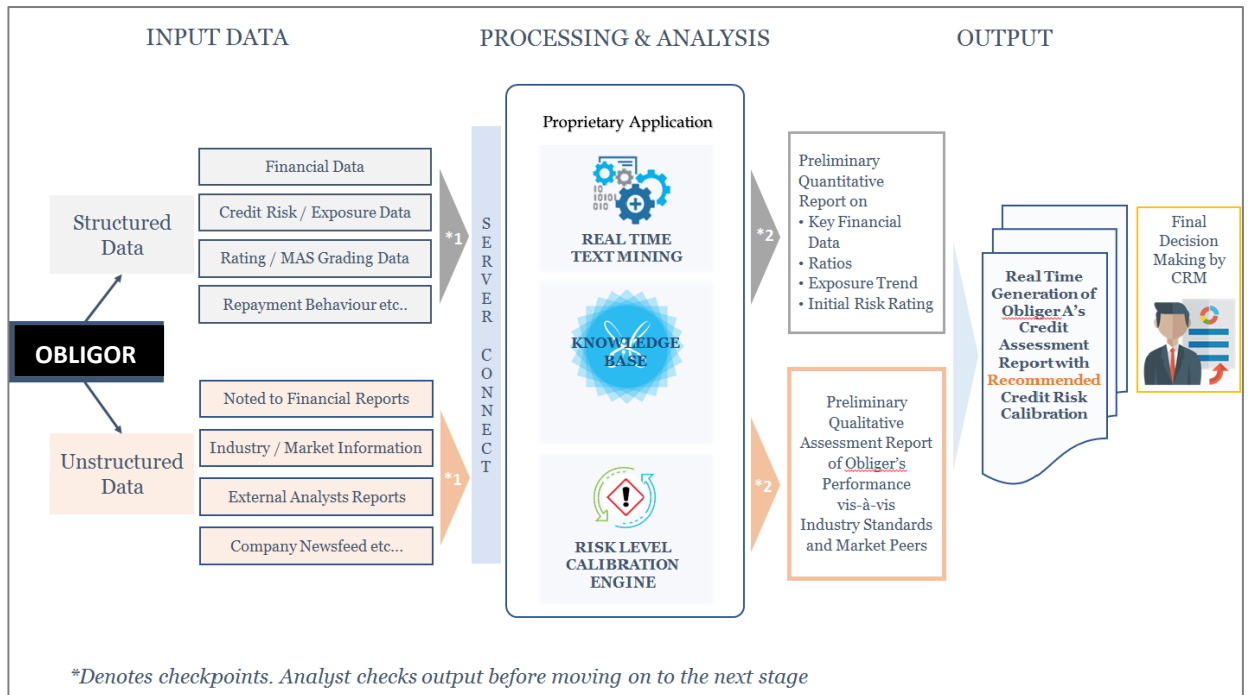 INPUT DATA
PROCESSING & ANALYSIS
OUTPUT
OBLIGOR
Structured
Data
Financial Data
Credit Risk / Exposure Data
Rating / MAS Grading Data
Repayment Behaviour etc..
*1
Unstructured
Data
Noted to Financial Reports
Industry / Market Information
External Analysts Reports
Company Newsfeed etc...
*1
S
E
R
V
E
R
C
O
N
N
E
C
T
Proprietary Application
10
10101
010
REAL TIME
TEXT MINING
KNOWLEDGE
BASE
RISK LEVEL
CALIBRATION
ENGINE
*2
Preliminary
Quantitative
Report on
• Key Financial
Data
• Ratios
• Exposure Trend
• Initial Risk Rating
*2
Preliminary
Qualitative
Assessment Report
of Obliger's
Performance
vis-à-vis
Industry Standards
and Market Peers
Real Time
Generation of
Obliger A's
Credit
Assessment
Report with
Recommended
Credit Risk
Calibration
Final
Decision
Making by
CRM
*Denotes checkpoints. Analyst checks output before moving on to the next stage